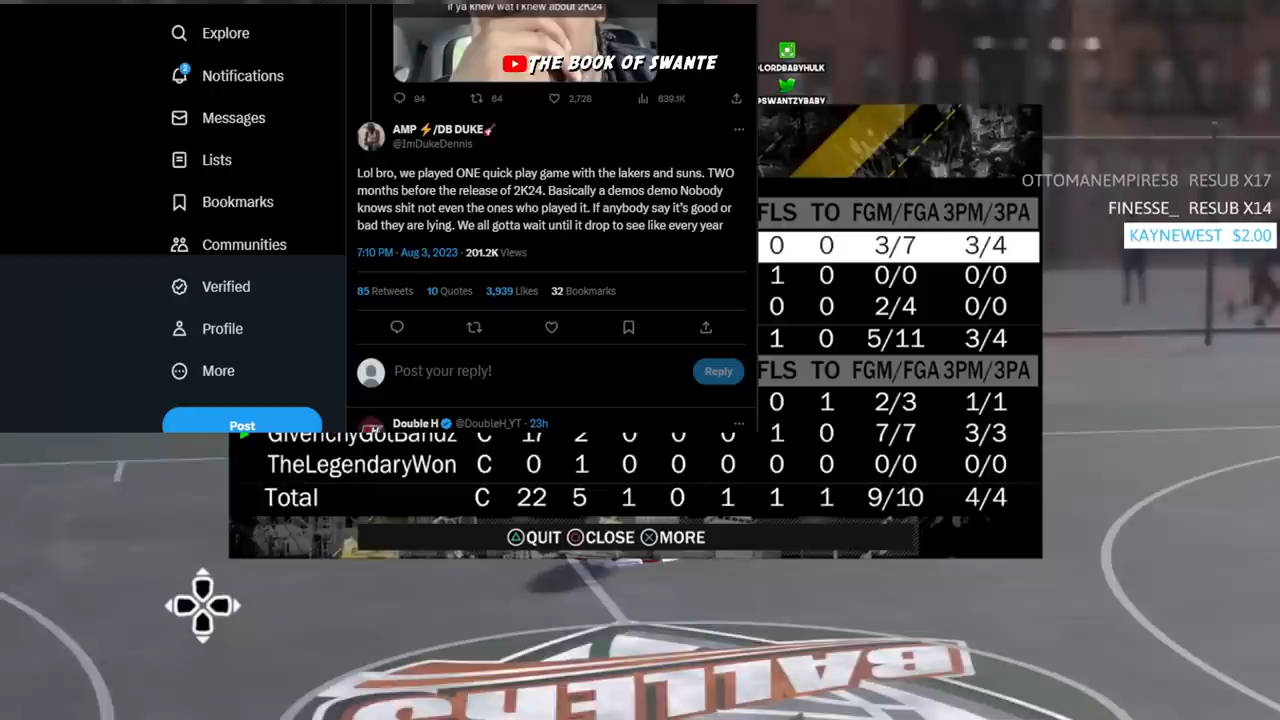 if ya knew wat I knew about 2K24
THE BOOK OF SWANTE
LORDBABYHULK
@SWANTZYBABY
Explore
2
Notifications
Messages
Lists
Bookmarks
Communities
Verified
Profile
More
Post
94 64 2,726 639.1K
AMP ⚡/DB DUKE🎸
@ImDukeDennis
Lol bro, we played ONE quick play game with the lakers and suns. TWO
months before the release of 2K24. Basically a demos demo Nobody
knows shit not even the ones who played it. If anybody say it's good or
bad they are lying. We all gotta wait until it drop to see like every year
7:10 PM · Aug 3, 2023 · 201.2K Views
85 Retweets 10 Quotes 3,939 Likes 32 Bookmarks
Post your reply!
Reply
Double H @DoubleH_YT · 23h
OTTOMANEMPIRE58 RESUB X17
FINESSE_ RESUB X14
KAYNEWEST $2.00
FLS TO FGM/FGA 3PM/3PA
0 0 3/7 3/4
1 0 0/0 0/0
0 0 2/4 0/0
1 0 5/11 3/4
FLS TO FGM/FGA 3PM/3PA
0 1 2/3 1/1
GivenchyGotBandz C 17 2 0 0 0 1 0 7/7 3/3
TheLegendaryWon C 0 1 0 0 0 0 0 0/0 0/0
Total C 22 5 1 0 1 1 1 9/10 4/4
QUIT CLOSE MORE
BALLERS